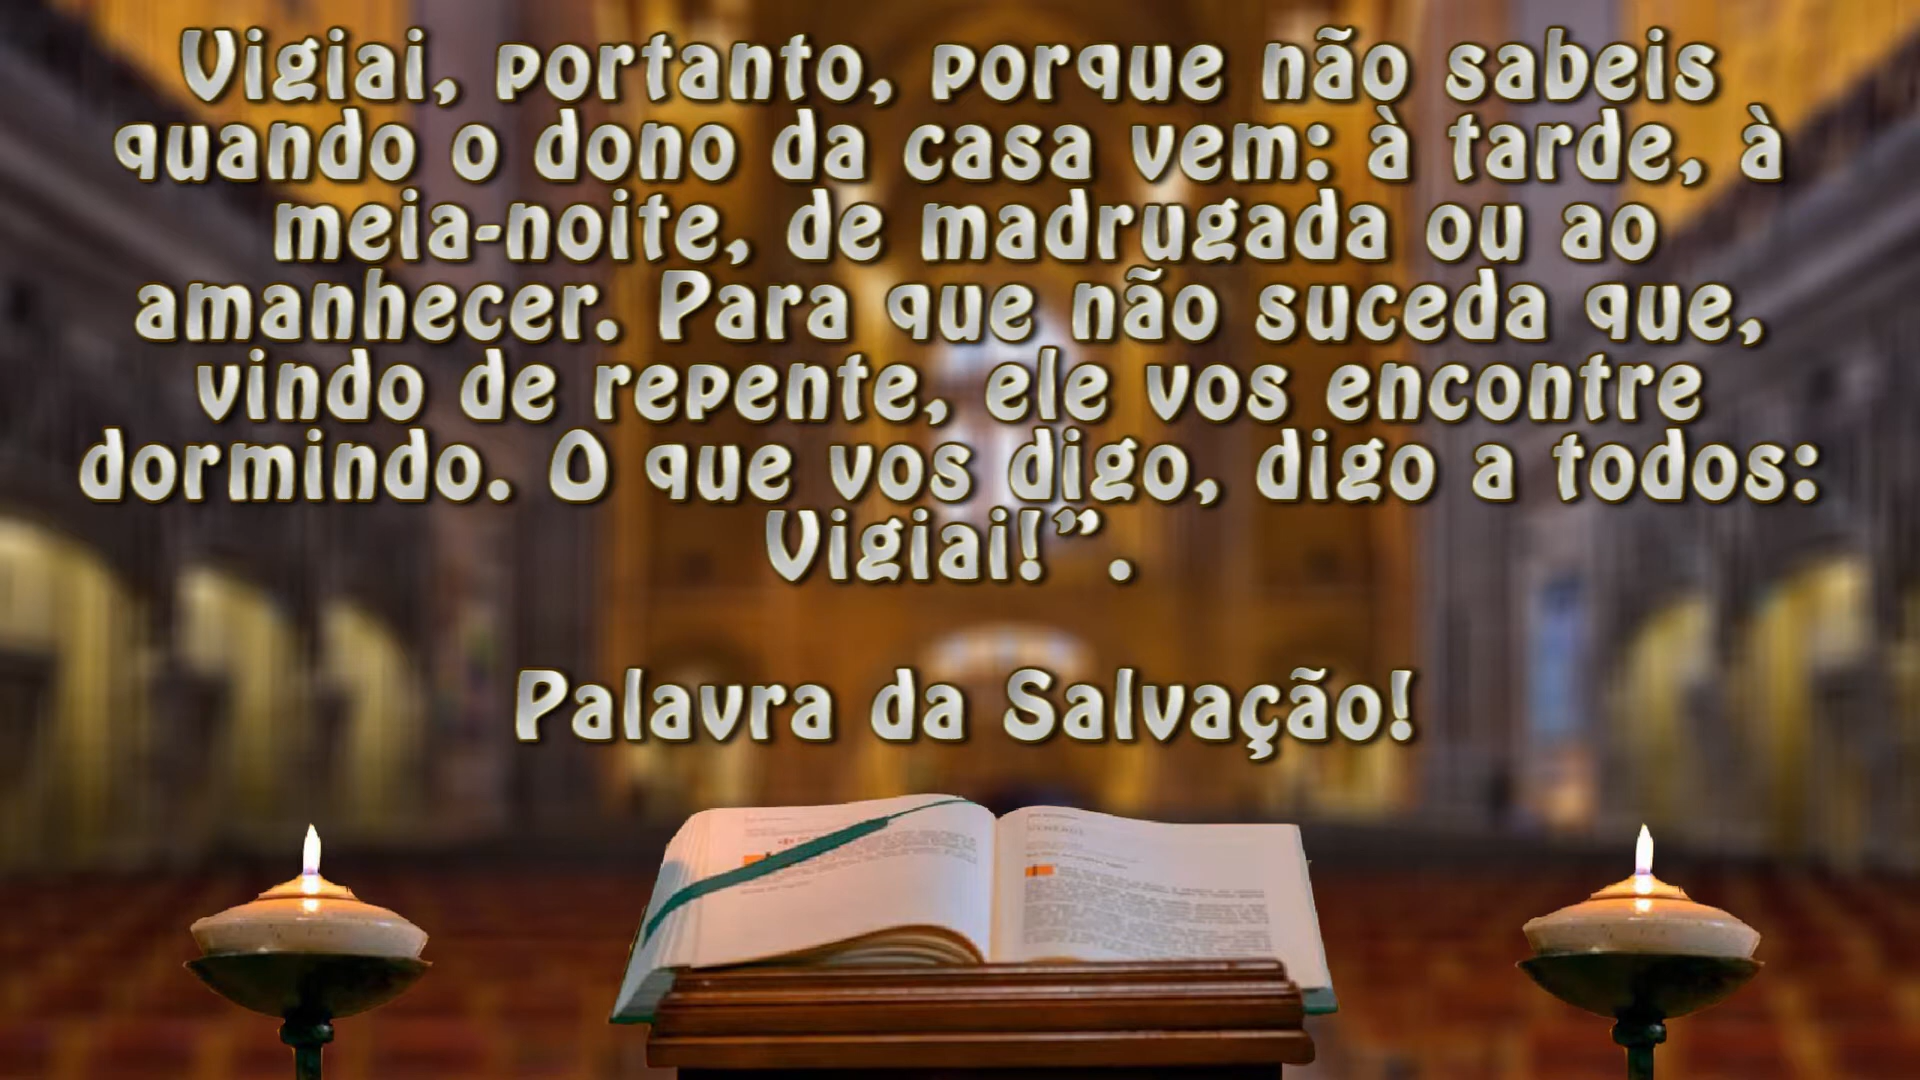 Vigiai, portanto, porque não sabeis
quando o dono da casa vem: à tarde, à
meia-noite, de madrugada ou ao
amanhecer. Para que não suceda que,
vindo de repente, ele vos encontre
dormindo. O que vos digo, digo a todos:
Vigiai!”.
Palavra da Salvação!